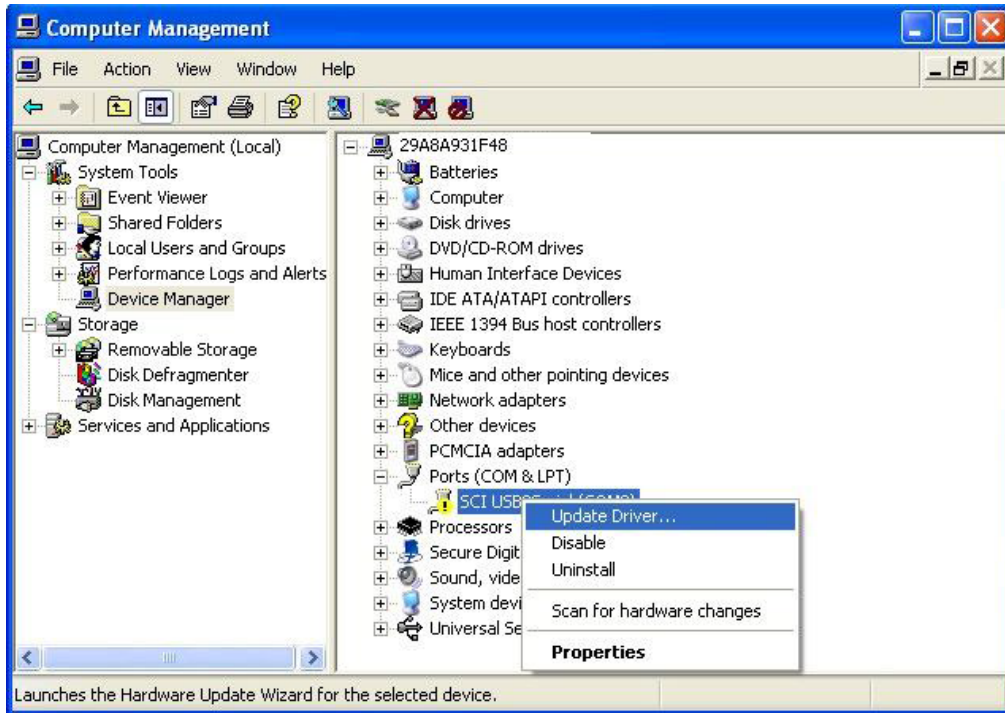 Computer Management
File Action View Window Help
Computer Management (Local)
System Tools
Event Viewer
Shared Folders
Local Users and Groups
Performance Logs and Alerts
Device Manager
Storage
Removable Storage
Disk Defragmenter
Disk Management
Services and Applications
29A8A931F48
Batteries
Computer
Disk drives
DVD/CD-ROM drives
Human Interface Devices
IDE ATA/ATAPI controllers
IEEE 1394 Bus host controllers
Keyboards
Mice and other pointing devices
Network adapters
Other devices
PCMCIA adapters
Ports (COM & LPT)
SCI
Processors
Secure Digit
Sound, vide
System devi
Universal Se
Update Driver...
Disable
Uninstall
Scan for hardware changes
Properties
Launches the Hardware Update Wizard for the selected device.